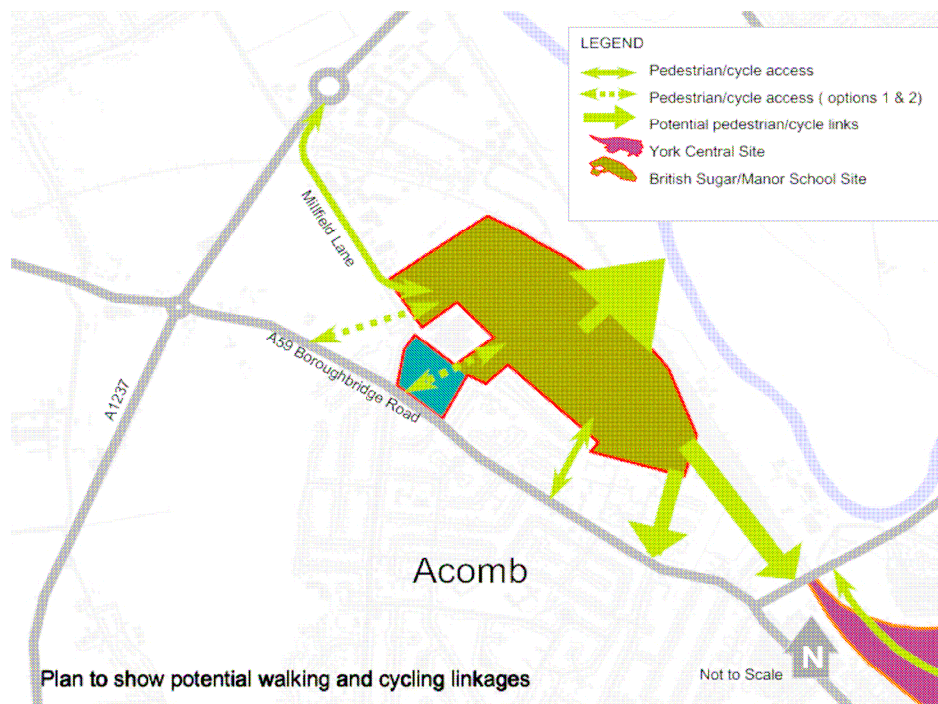 LEGEND
Pedestrian/cycle access
Pedestrian/cycle access ( options 1 & 2)
Potential pedestrian/cycle links
York Central Site
British Sugar/Manor School Site
Millfield Lane
A59 Boroughbridge Road
A1237
Acomb
N
Not to Scale
Plan to show potential walking and cycling linkages